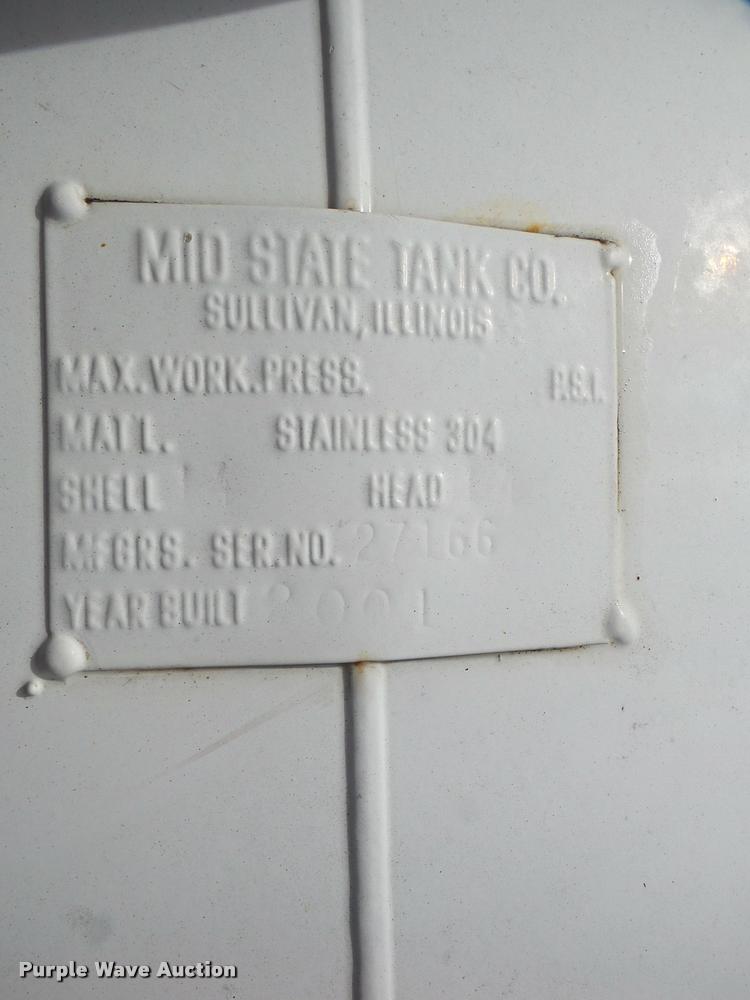 MID STATE TANK CO.
SULLIVAN, ILLINOIS
MAX. WORK. PRESS. P.S.I.
MAT'L. STAINLESS 304
SHELL HEAD
MFGRS. SER. NO. 27166
YEAR BUILT 2001
Purple Wave Auction